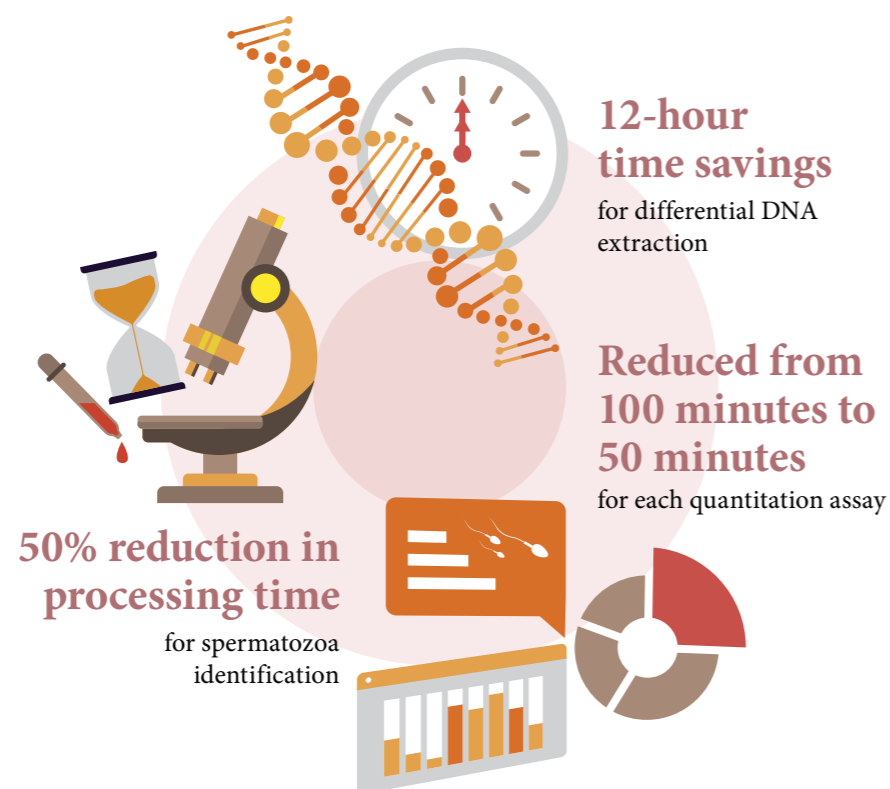 12-hour
time savings
for differential DNA
extraction
Reduced from
100 minutes to
50 minutes
for each quantitation assay
50% reduction in
processing time
for spermatozoa
identification